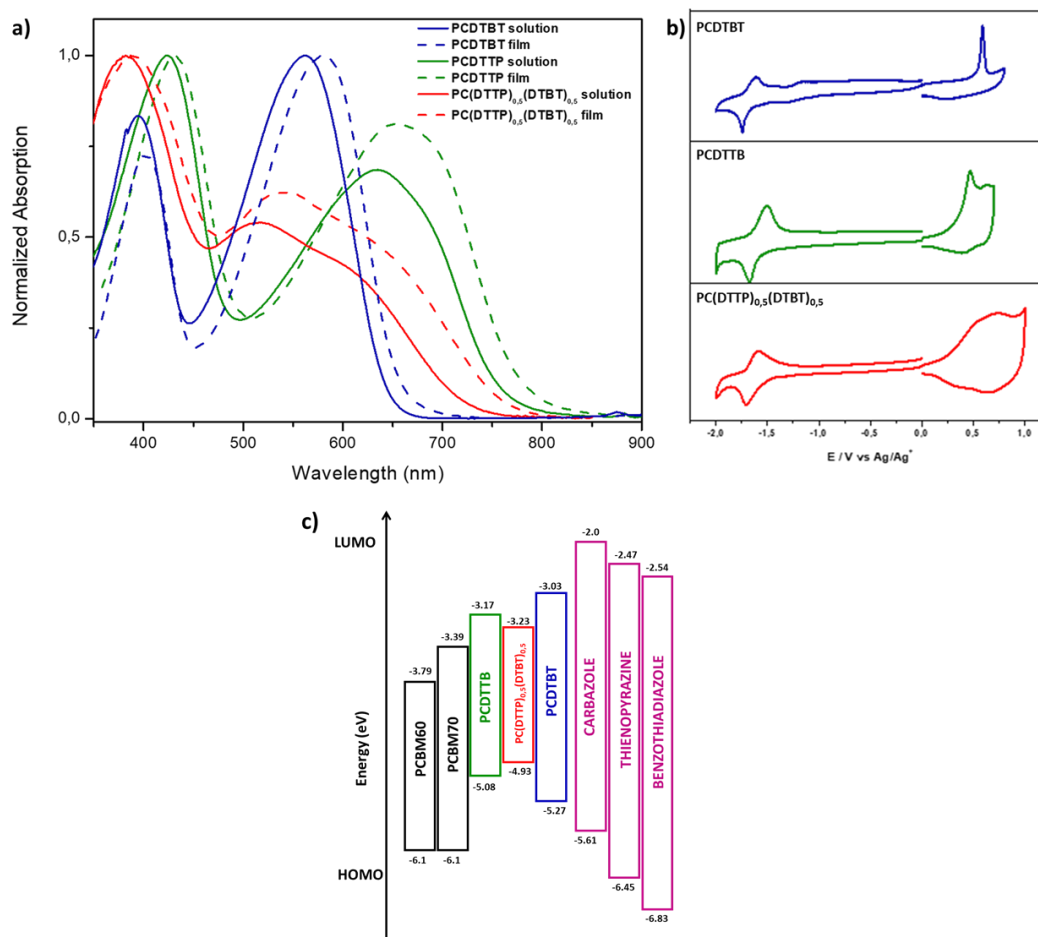 a)
PCDTBT solution
PCDTBT film
PCDTTP solution
PCDTTP film
PC(DTTP)0,5(DTBT)0,5 solution
PC(DTTP)0,5(DTBT)0,5 film
1,0
0,5
0,0
Normalized Absorption
400
500
600
700
800
900
Wavelength (nm)
b)
PCDTBT
PCDTTB
PC(DTTP)0,5(DTBT)0,5
-2,0
-1,5
-1,0
-0,5
0,0
0,5
1,0
E / V vs Ag/Ag+
c)
LUMO
Energy (eV)
HOMO
-3.79
PCBM60
-6.1
-3.39
PCBM70
-6.1
-3.17
PCDTTB
-5.08
-3.23
PC(DTTP)0,5(DTBT)0,5
-4.93
-3.03
PCDTBT
-5.27
-2.0
CARBAZOLE
-5.61
-2.47
THIENOPYRAZINE
-6.45
-2.54
BENZOTHIADIAZOLE
-6.83